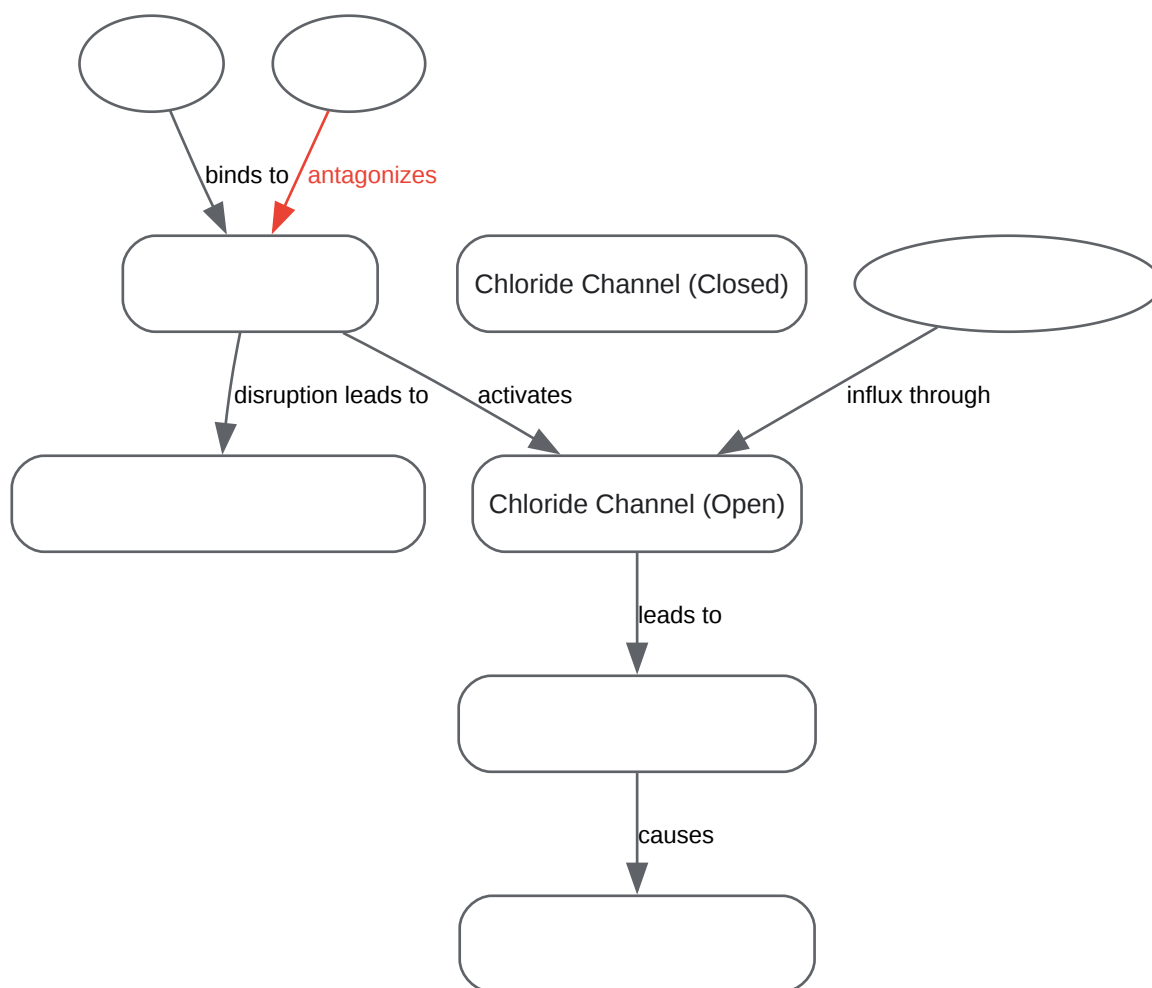 binds to
antagonizes
Chloride Channel (Closed)
disruption leads to
activates
influx through
Chloride Channel (Open)
leads to
causes